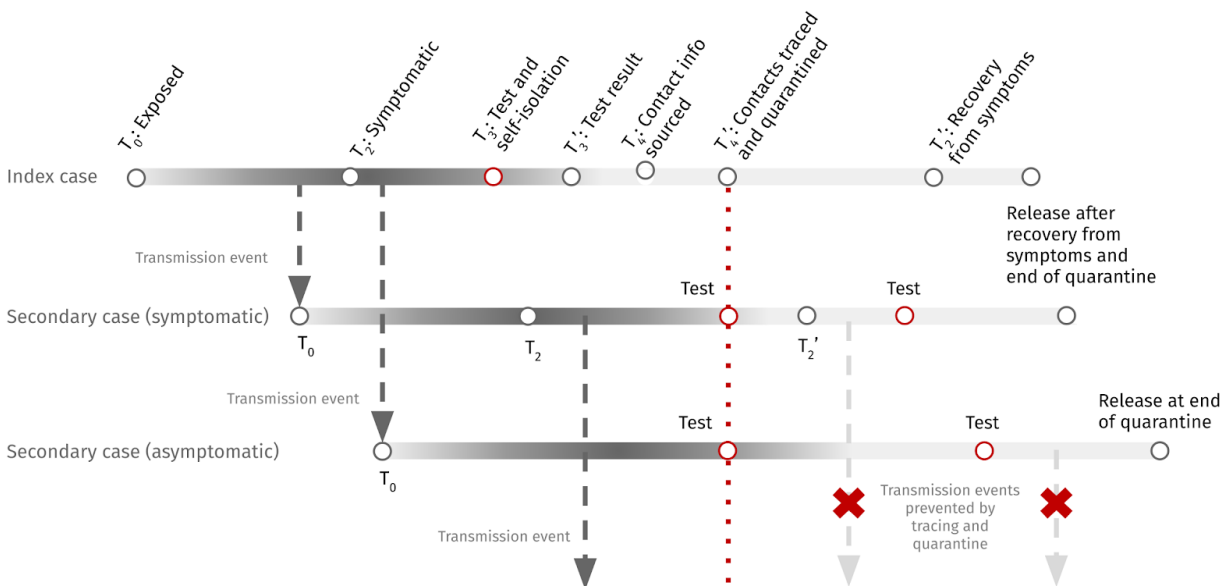 T0: Exposed
T2: Symptomatic
T3: Test and
self-isolation
T3': Test result
T4: Contact info
sourced
T4': Contacts traced
and quarantined
T2': Recovery
from symptoms
Index case
Release after
recovery from
symptoms and
end of quarantine
Transmission event
Test
Test
Secondary case (symptomatic)
T0
T2
T2'
Transmission event
Release at end
of quarantine
Test
Test
Secondary case (asymptomatic)
T0
Transmission events
prevented by
tracing and
quarantine
Transmission event